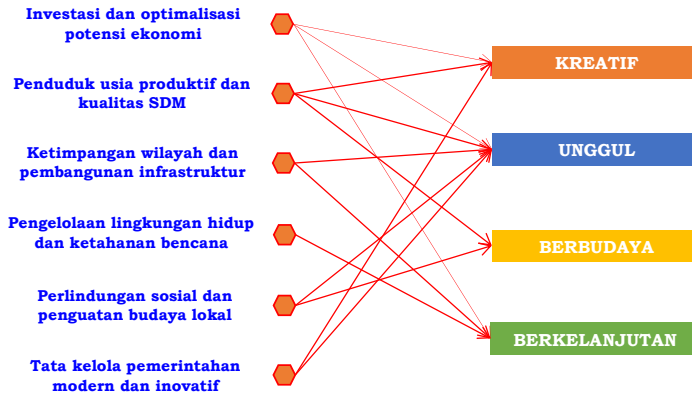 Investasi dan optimalisasi
potensi ekonomi
Penduduk usia produktif dan
kualitas SDM
Ketimpangan wilayah dan
pembangunan infrastruktur
Pengelolaan lingkungan hidup
dan ketahanan bencana
Perlindungan sosial dan
penguatan budaya lokal
Tata kelola pemerintahan
modern dan inovatif
KREATIF
UNGGUL
BERBUDAYA
BERKELANJUTAN